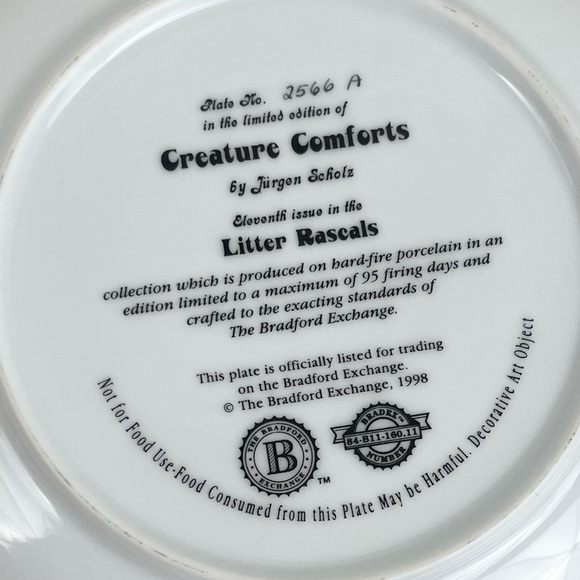 Plate No. 2566 A
in the limited edition of
Creature Comforts
by Jürgen Scholz
Eleventh issue in the
Litter Rascals
collection which is produced on hard-fire porcelain in an
edition limited to a maximum of 95 firing days and
crafted to the exacting standards of
The Bradford Exchange.
This plate is officially listed for trading
on the Bradford Exchange.
© The Bradford Exchange, 1998
THE BRADFORD
B
EXCHANGE
TM
BRADEX™
84-B11-160.11
NUMBER
Not for Food Use-Food Consumed from this Plate May be Harmful. Decorative Art Object